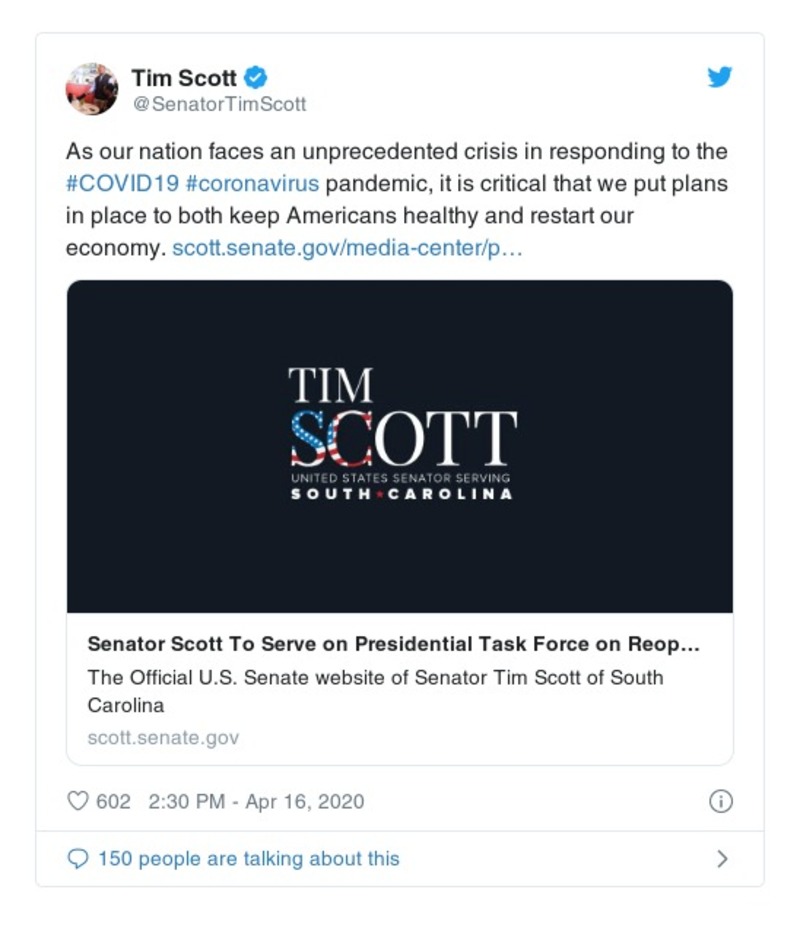 Tim Scott
@SenatorTimScott
As our nation faces an unprecedented crisis in responding to the
#COVID19 #coronavirus pandemic, it is critical that we put plans
in place to both keep Americans healthy and restart our
economy. scott.senate.gov/media-center/p…
TIM
SCOTT
UNITED STATES SENATOR SERVING
SOUTH★CAROLINA
Senator Scott To Serve on Presidential Task Force on Reop…
The Official U.S. Senate website of Senator Tim Scott of South
Carolina
scott.senate.gov
602 2:30 PM - Apr 16, 2020
150 people are talking about this